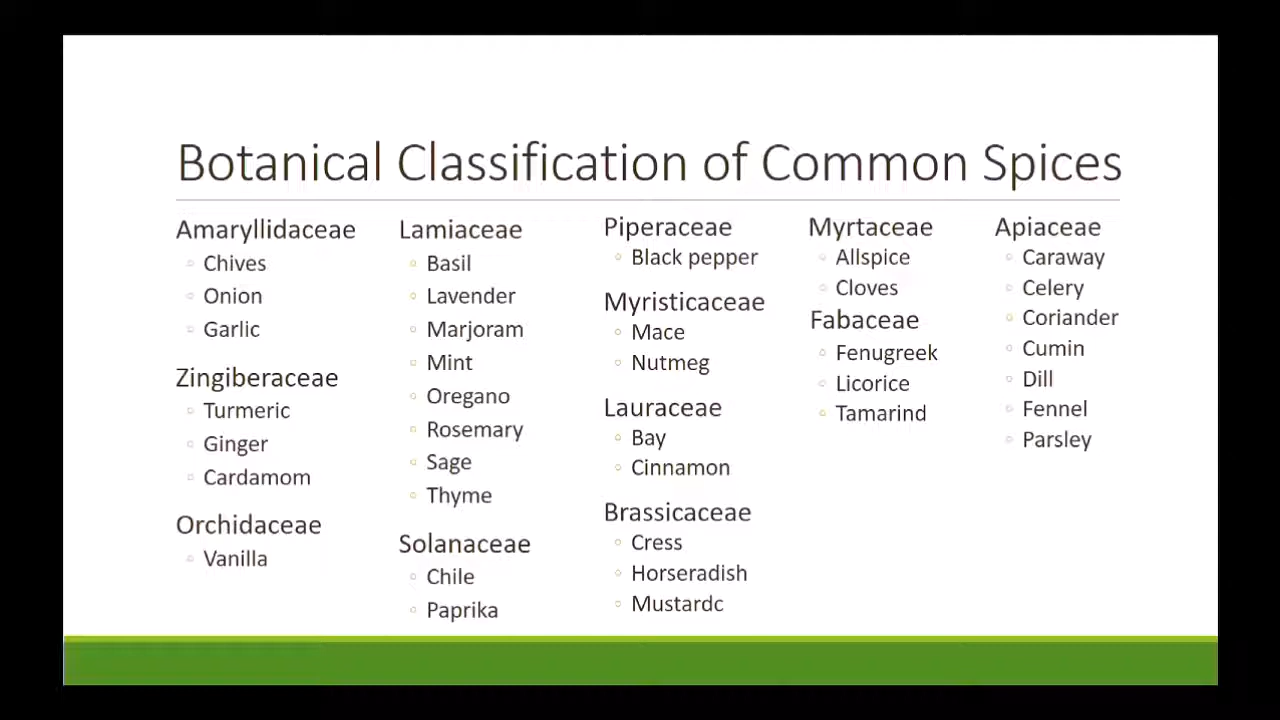 Botanical Classification of Common Spices
Amaryllidaceae
Chives
Onion
Garlic
Zingiberaceae
Turmeric
Ginger
Cardamom
Orchidaceae
Vanilla
Lamiaceae
Basil
Lavender
Marjoram
Mint
Oregano
Rosemary
Sage
Thyme
Solanaceae
Chile
Paprika
Piperaceae
Black pepper
Myristicaceae
Mace
Nutmeg
Lauraceae
Bay
Cinnamon
Brassicaceae
Cress
Horseradish
Mustardc
Myrtaceae
Allspice
Cloves
Fabaceae
Fenugreek
Licorice
Tamarind
Apiaceae
Caraway
Celery
Coriander
Cumin
Dill
Fennel
Parsley